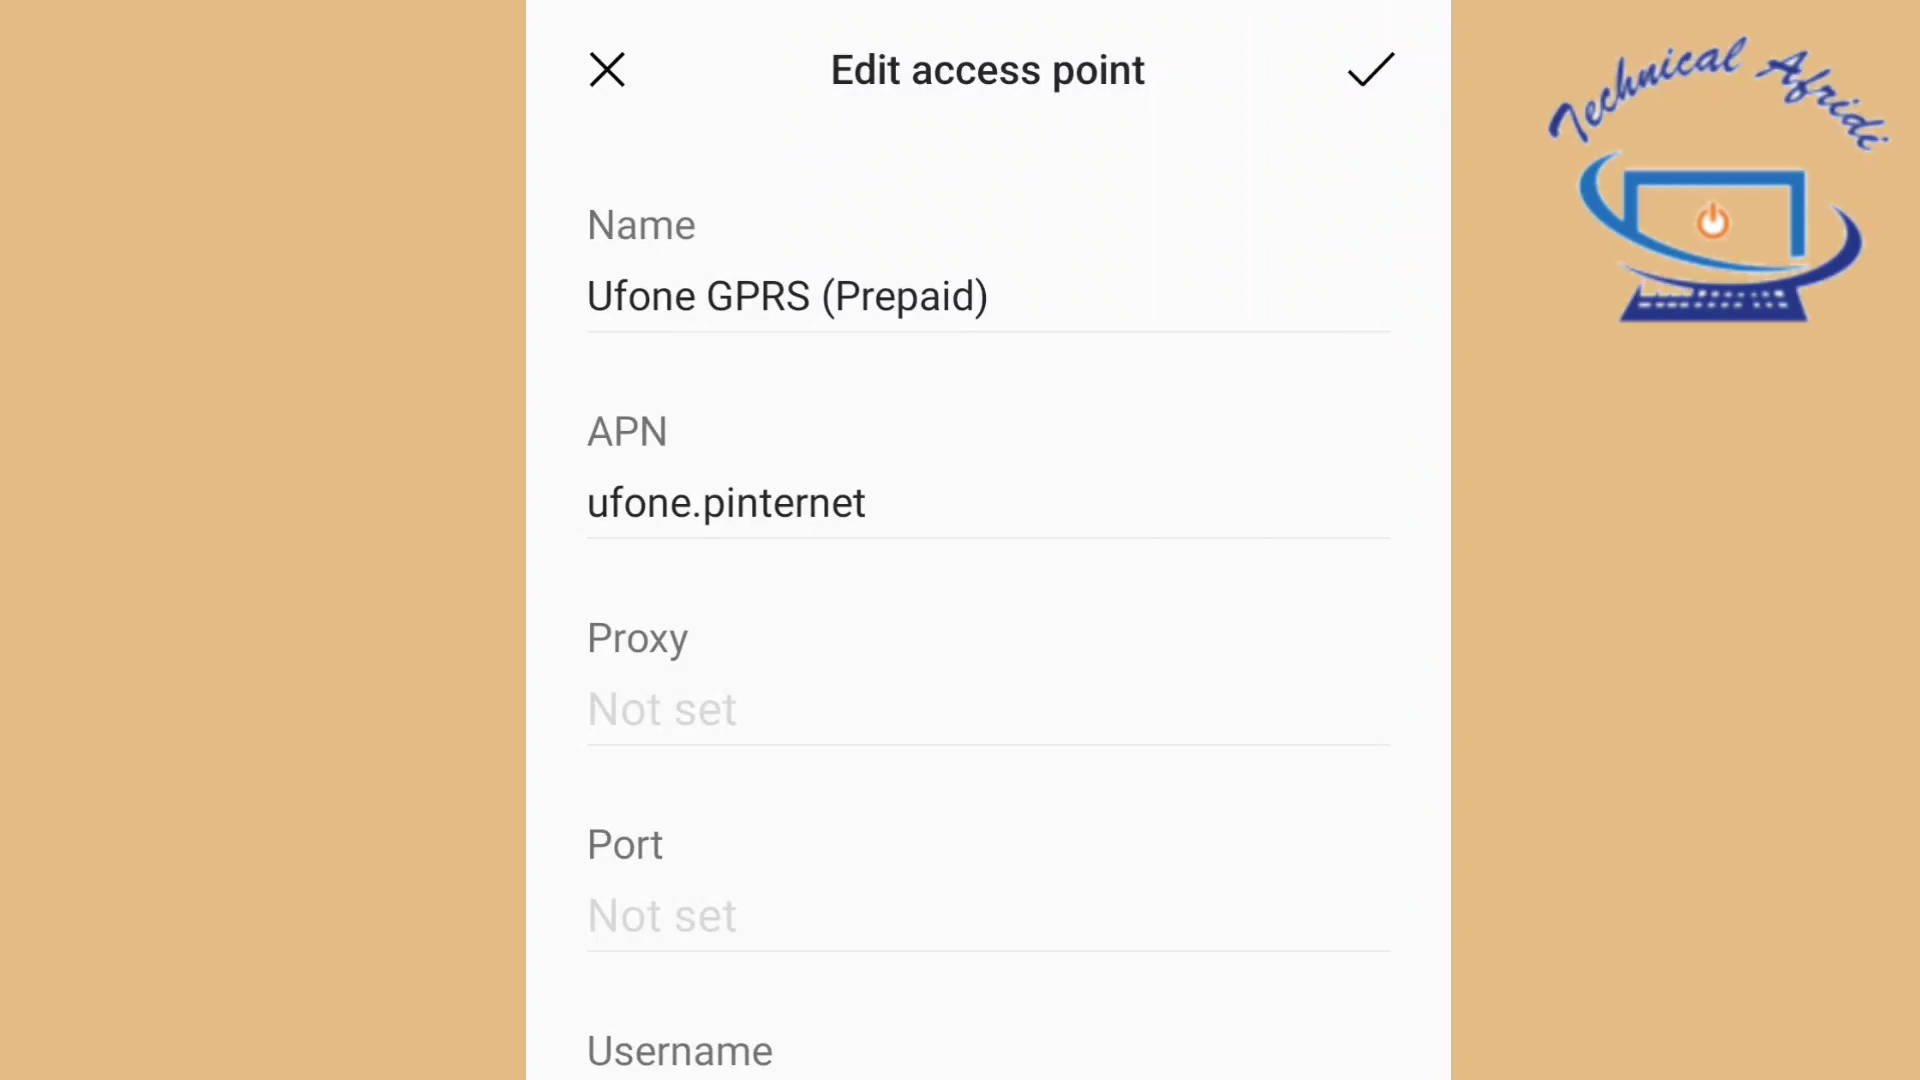 Edit access point
Technical Afridi
Name
Ufone GPRS (Prepaid)
APN
ufone.pinternet
Proxy
Not set
Port
Not set
Username